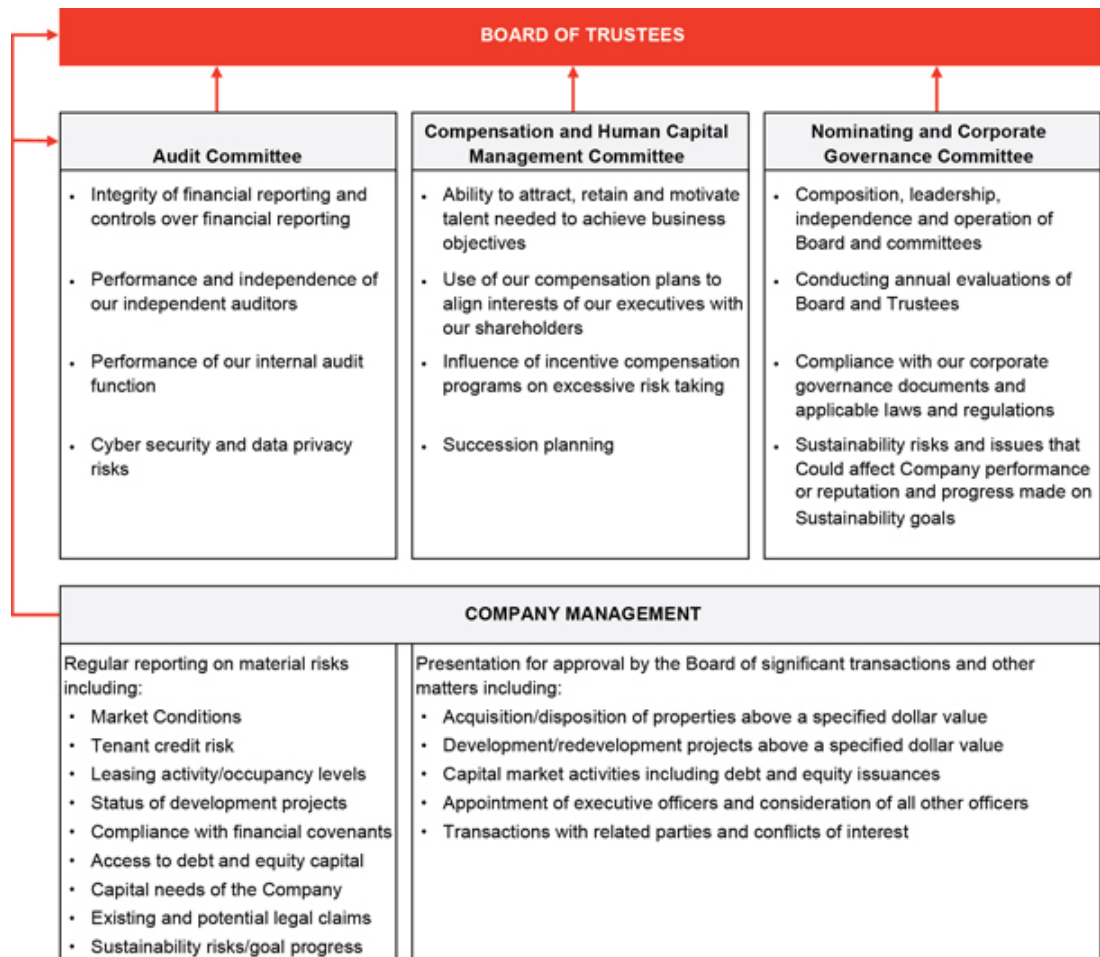 BOARD OF TRUSTEES
Audit Committee
• Integrity of financial reporting and
controls over financial reporting
• Performance and independence of
our independent auditors
• Performance of our internal audit
function
• Cyber security and data privacy
risks
Compensation and Human Capital
Management Committee
• Ability to attract, retain and motivate
talent needed to achieve business
objectives
• Use of our compensation plans to
align interests of our executives with
our shareholders
• Influence of incentive compensation
programs on excessive risk taking
• Succession planning
Nominating and Corporate
Governance Committee
• Composition, leadership,
independence and operation of
Board and committees
• Conducting annual evaluations of
Board and Trustees
• Compliance with our corporate
governance documents and
applicable laws and regulations
• Sustainability risks and issues that
Could affect Company performance
or reputation and progress made on
Sustainability goals
COMPANY MANAGEMENT
Regular reporting on material risks
including:
• Market Conditions
• Tenant credit risk
• Leasing activity/occupancy levels
• Status of development projects
• Compliance with financial covenants
• Access to debt and equity capital
• Capital needs of the Company
• Existing and potential legal claims
• Sustainability risks/goal progress
Presentation for approval by the Board of significant transactions and other
matters including:
• Acquisition/disposition of properties above a specified dollar value
• Development/redevelopment projects above a specified dollar value
• Capital market activities including debt and equity issuances
• Appointment of executive officers and consideration of all other officers
• Transactions with related parties and conflicts of interest